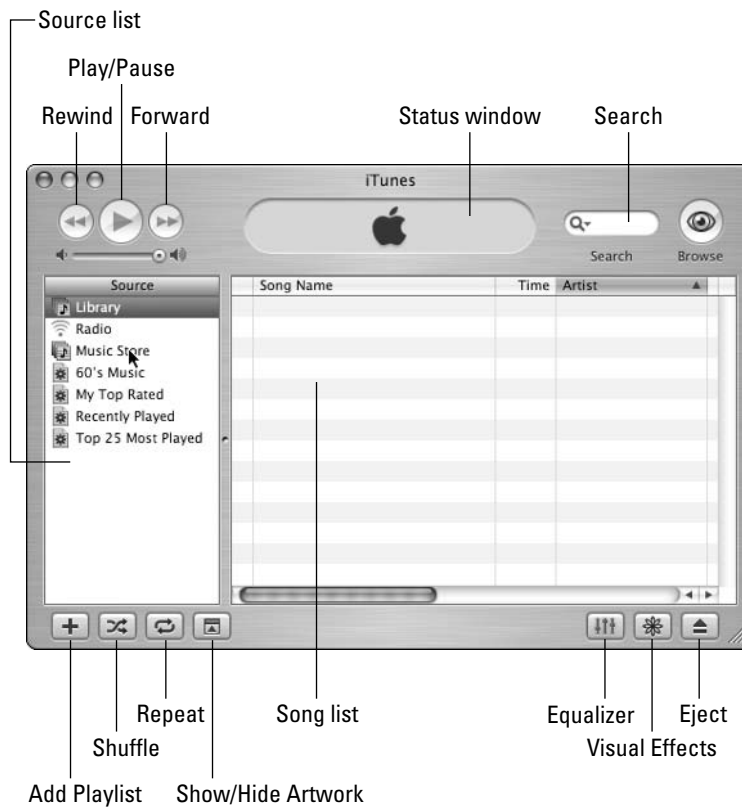 Source list
Play/Pause
Rewind Forward Status window Search
iTunes
Search Browse
Source Song Name Time Artist
Library
Radio
Music Store
60's Music
My Top Rated
Recently Played
Top 25 Most Played
Repeat Song list Equalizer Eject
Shuffle Visual Effects
Add Playlist Show/Hide Artwork